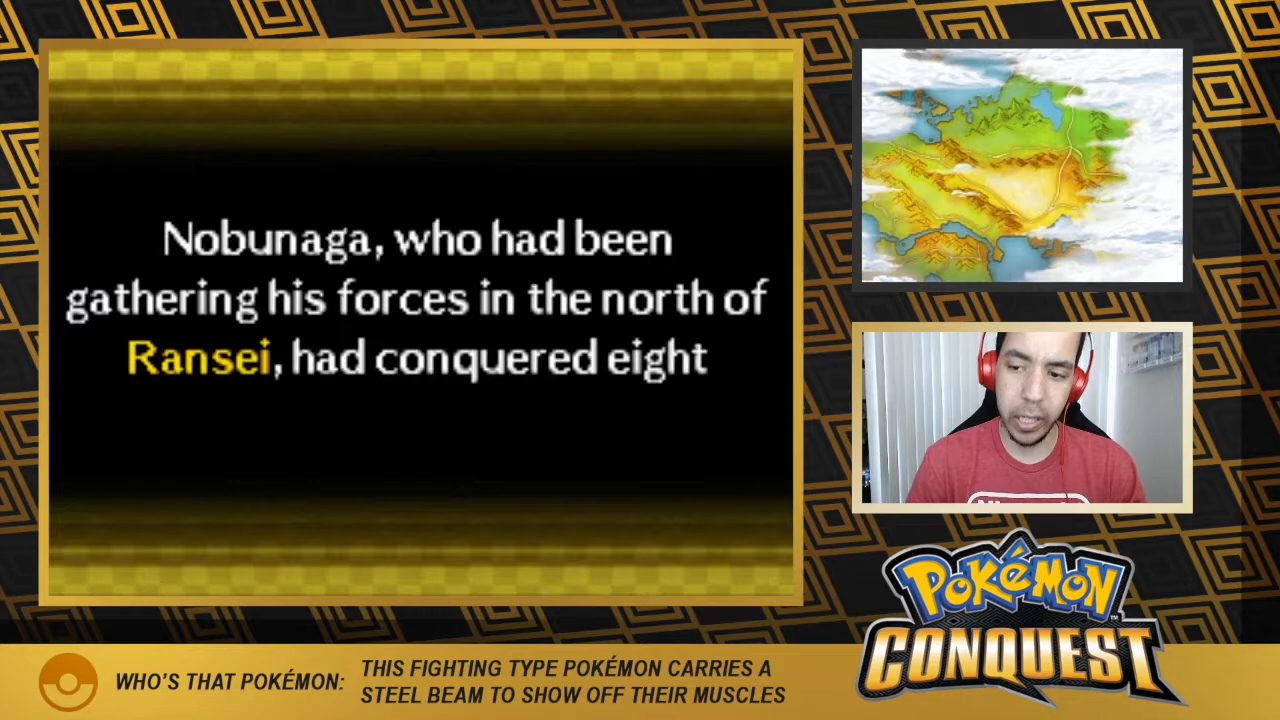 Nobunaga, who had been
gathering his forces in the north of
Ransei, had conquered eight
POKéMON
CONQUEST
WHO'S THAT POKÉMON:
THIS FIGHTING TYPE POKÉMON CARRIES A
STEEL BEAM TO SHOW OFF THEIR MUSCLES